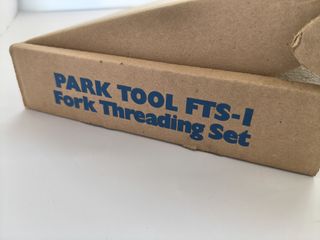 PARK TOOL FTS-1
Fork Threading Set